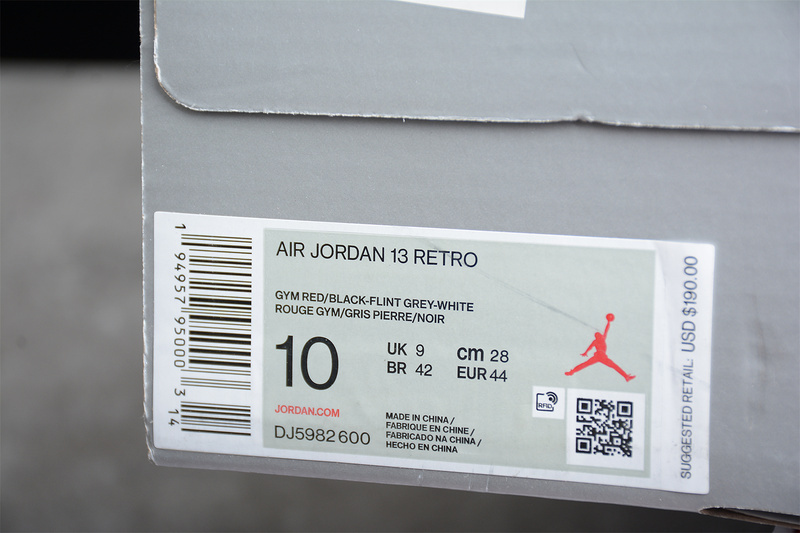 AIR JORDAN 13 RETRO
GYM RED/BLACK-FLINT GREY-WHITE
ROUGE GYM/GRIS PIERRE/NOIR
10
UK 9
BR 42
cm 28
EUR 44
JORDAN.COM
DJ5982 600
MADE IN CHINA /
FABRIQUE EN CHINE /
FABRICADO NA CHINA /
HECHO EN CHINA
RFID
1 94957 95000 3 14
SUGGESTED RETAIL: USD $190.00